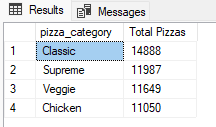 Results Messages
pizza_category Total Pizzas
1 Classic 14888
2 Supreme 11987
3 Veggie 11649
4 Chicken 11050